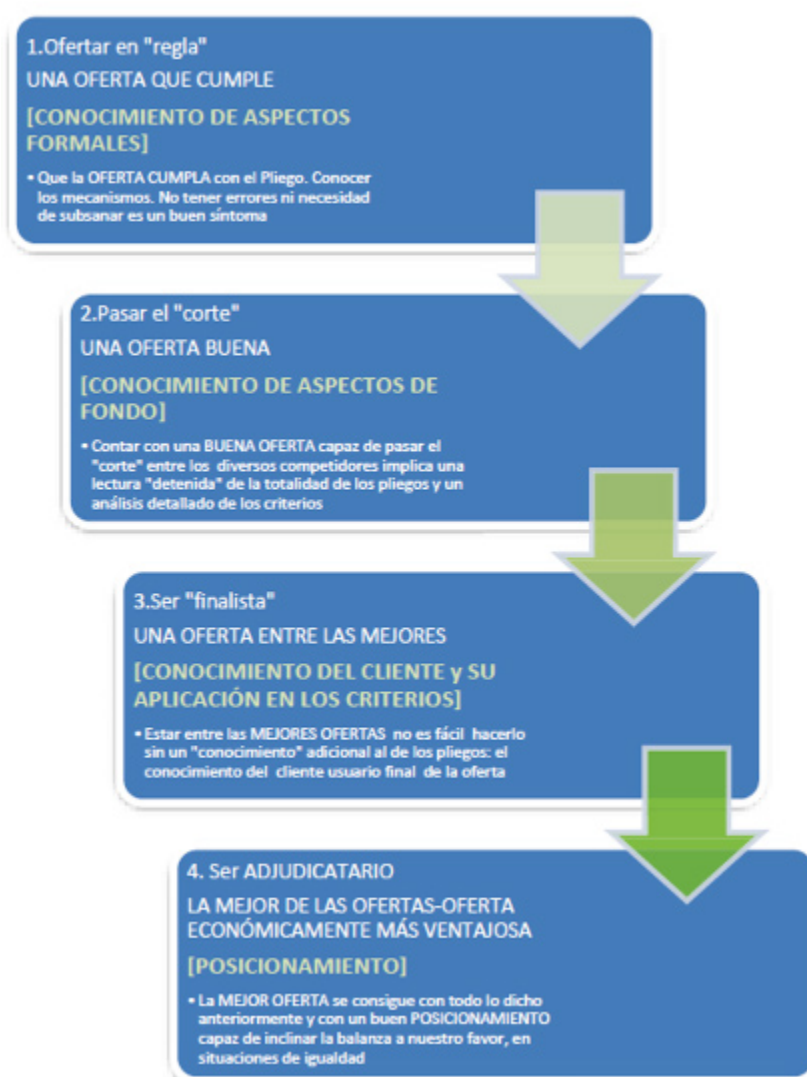 1.Ofertar en "regla"
UNA OFERTA QUE CUMPLE
[CONOCIMIENTO DE ASPECTOS
FORMALES]
• Que la OFERTA CUMPLA con el Pliego. Conocer
los mecanismos. No tener errores ni necesidad
de subsanar es un buen síntoma
2.Pasar el "corte"
UNA OFERTA BUENA
[CONOCIMIENTO DE ASPECTOS DE
FONDO]
• Contar con una BUENA OFERTA capaz de pasar el
"corte" entre los diversos competidores implica una
lectura "detenida" de la totalidad de los pliegos y un
análisis detallado de los criterios
3.Ser "finalista"
UNA OFERTA ENTRE LAS MEJORES
[CONOCIMIENTO DEL CLIENTE y SU
APLICACIÓN EN LOS CRITERIOS]
• Estar entre las MEJORES OFERTAS no es fácil hacerlo
sin un "conocimiento" adicional al de los pliegos: el
conocimiento del cliente usuario final de la oferta
4. Ser ADJUDICATARIO
LA MEJOR DE LAS OFERTAS-OFERTA
ECONÓMICAMENTE MÁS VENTAJOSA
[POSICIONAMIENTO]
• La MEJOR OFERTA se consigue con todo lo dicho
anteriormente y con un buen POSICIONAMIENTO
capaz de inclinar la balanza a nuestro favor, en
situaciones de igualdad